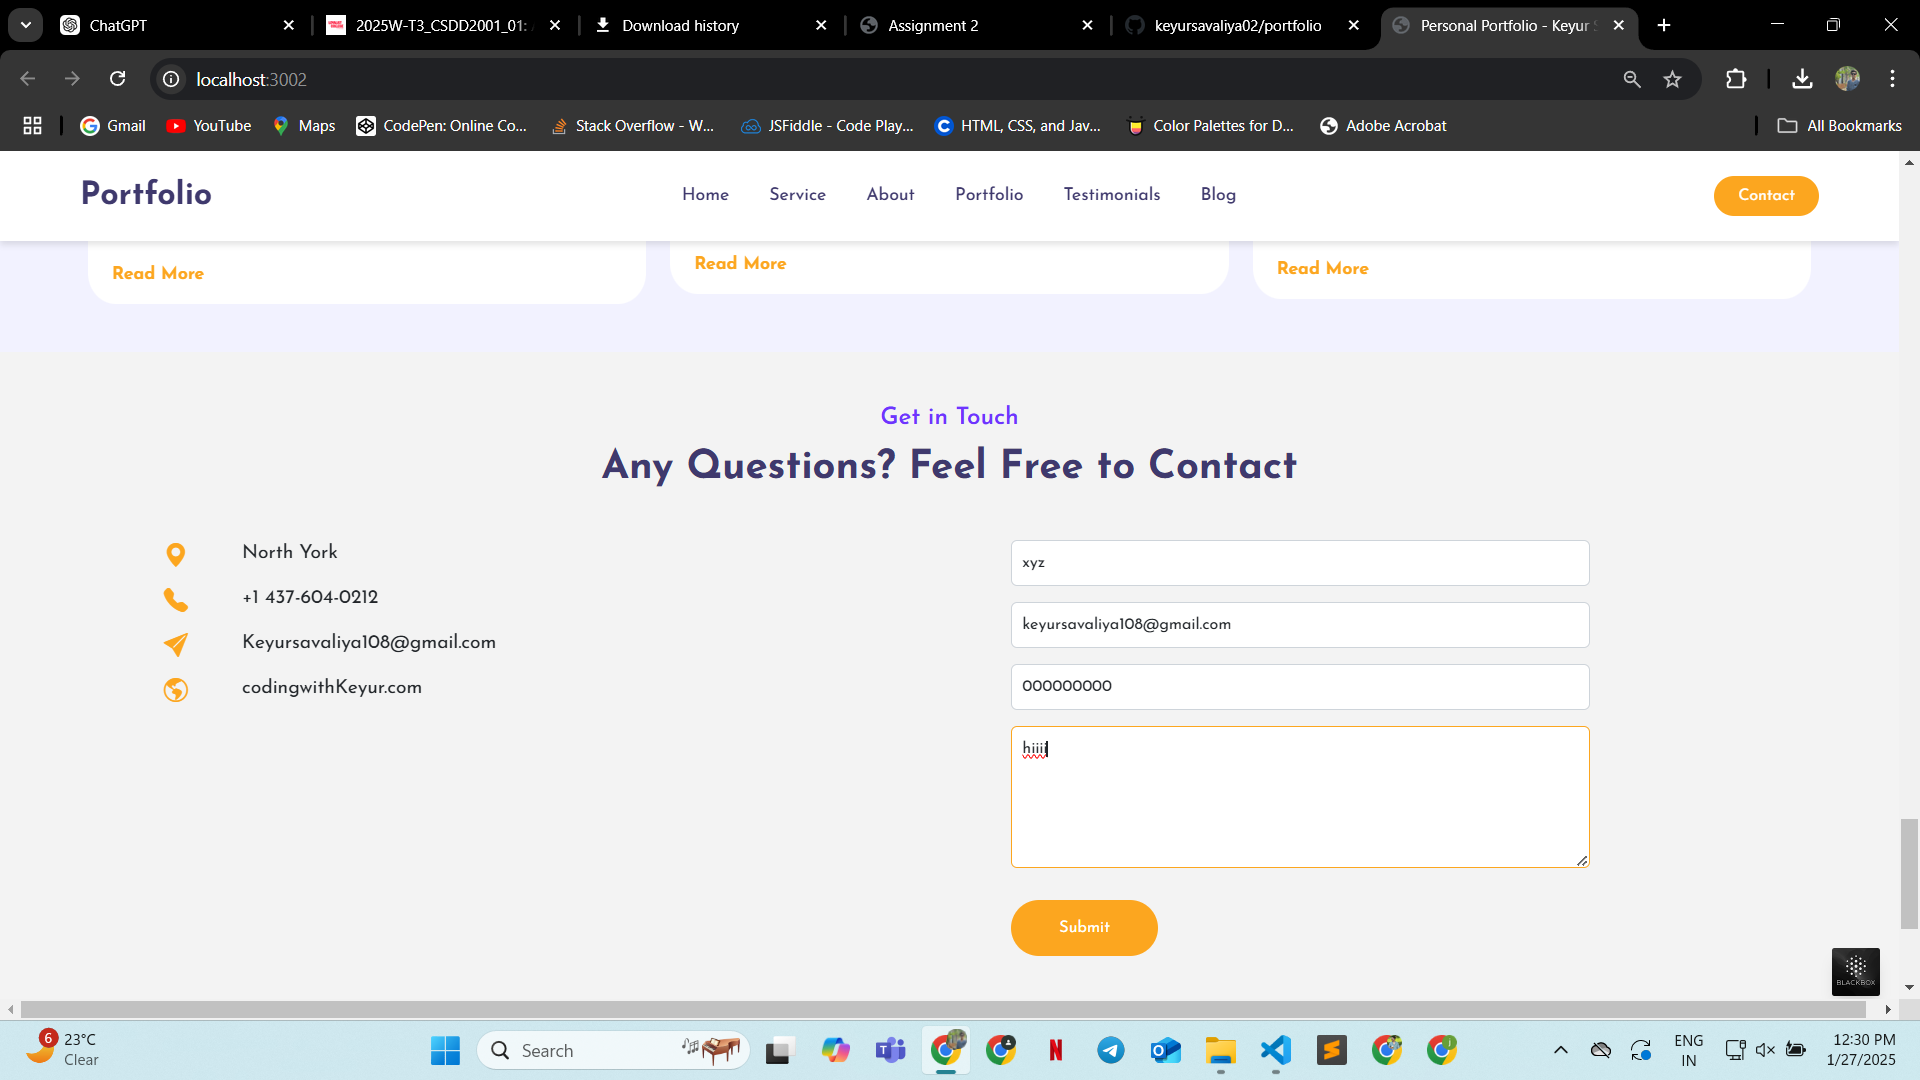 ChatGPT
2025W-T3_CSDD2001_01:
Download history
Assignment 2
keyursavaliya02/portfolio
Personal Portfolio - Keyur
localhost:3002
Gmail
YouTube
Maps
CodePen: Online Co...
Stack Overflow - W...
JSFiddle - Code Play...
HTML, CSS, and Jav...
Color Palettes for D...
Adobe Acrobat
All Bookmarks
Portfolio
Home
Service
About
Portfolio
Testimonials
Blog
Contact
Read More
Read More
Read More
Get in Touch
Any Questions? Feel Free to Contact
North York
+1 437-604-0212
Keyursavaliya108@gmail.com
codingwithKeyur.com
xyz
keyursavaliya108@gmail.com
000000000
hiiii
Submit
BLACKBOX
6
23°C
Clear
Search
ENG
IN
12:30 PM
1/27/2025